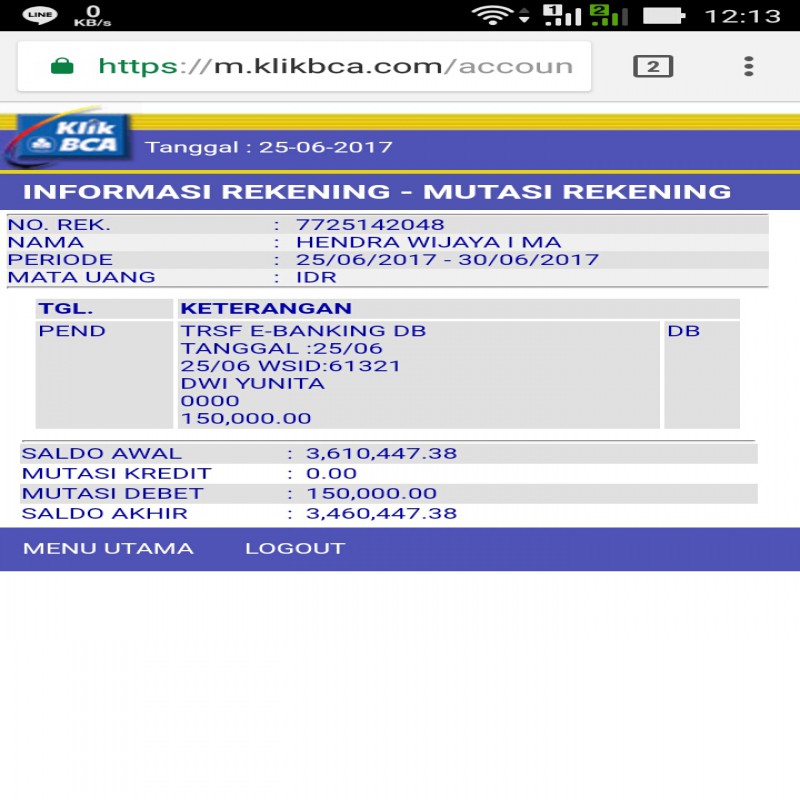 LINE 0 KB/s 1 2 12:13
https://m.klikbca.com/accoun 2
Klik BCA
Tanggal : 25-06-2017
INFORMASI REKENING - MUTASI REKENING
NO. REK. : 7725142048
NAMA : HENDRA WIJAYA I MA
PERIODE : 25/06/2017 - 30/06/2017
MATA UANG : IDR
TGL. KETERANGAN
PEND TRSF E-BANKING DB DB
TANGGAL :25/06
25/06 WSID:61321
DWI YUNITA
0000
150,000.00
SALDO AWAL : 3,610,447.38
MUTASI KREDIT : 0.00
MUTASI DEBET : 150,000.00
SALDO AKHIR : 3,460,447.38
MENU UTAMA LOGOUT